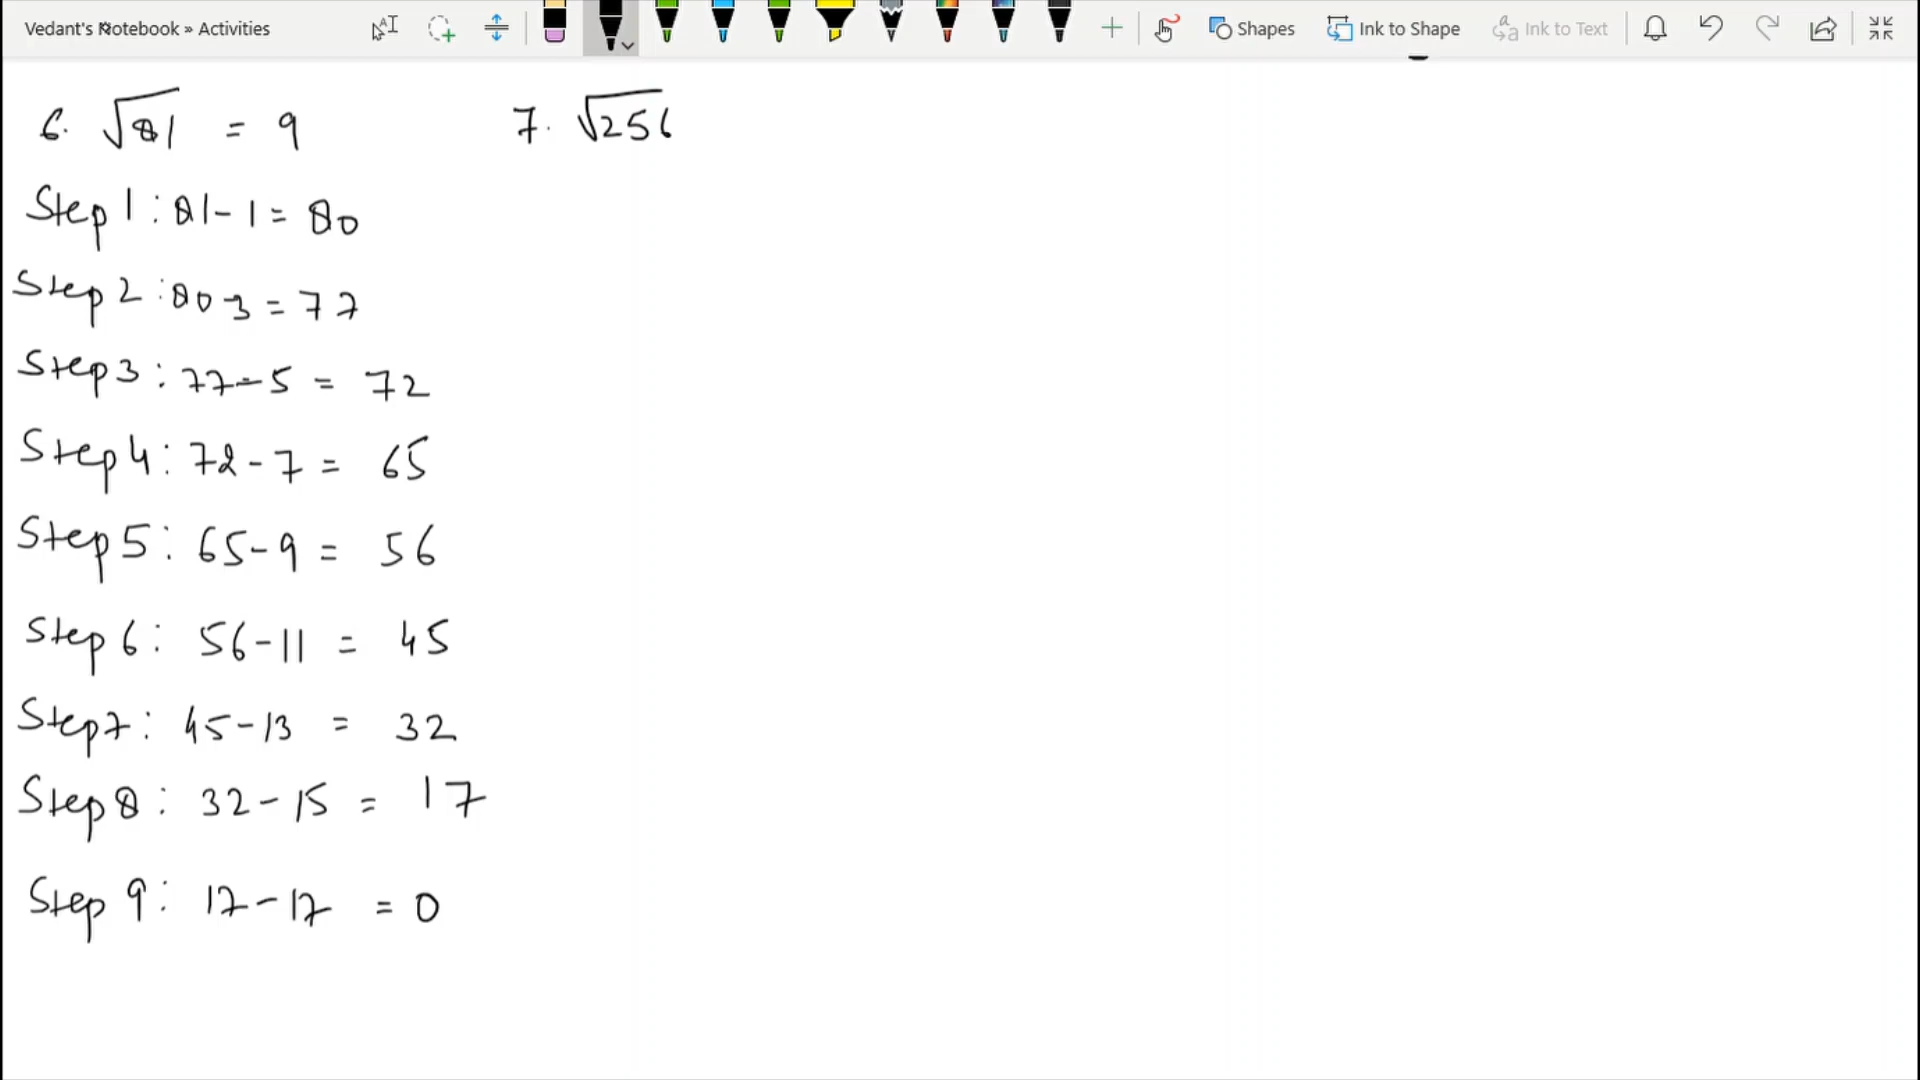 Vedant's Notebook » Activities
Shapes
Ink to Shape
Ink to Text
6. √81 = 9
7. √256
Step 1: 81-1 = 80
Step 2: 80 3 = 77
Step 3: 77-5 = 72
Step 4: 72-7 = 65
Step 5: 65-9 = 56
Step 6: 56-11 = 45
Step 7: 45-13 = 32
Step 8: 32-15 = 17
Step 9: 17-17 = 0